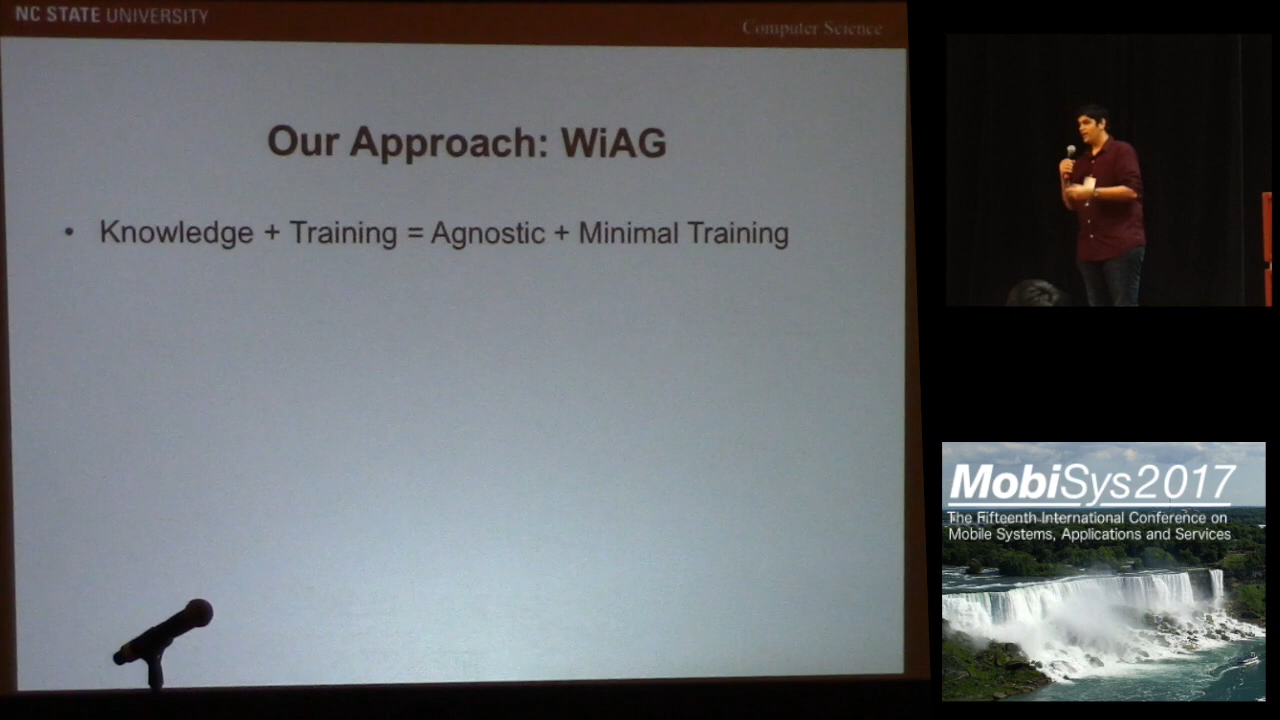 NC STATE UNIVERSITY
Computer Science
Our Approach: WiAG
• Knowledge + Training = Agnostic + Minimal Training
MobiSys2017
The Fifteenth International Conference on
Mobile Systems, Applications and Services